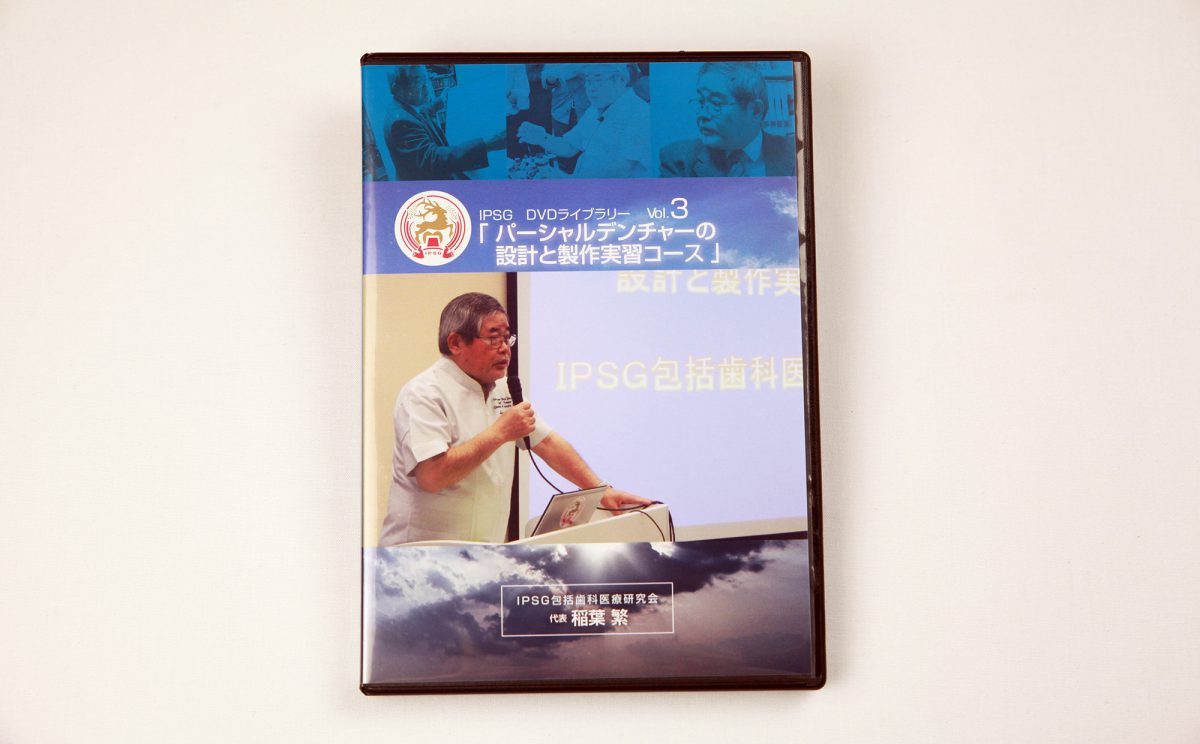 IPSG DVDライブラリー Vol.3
「パーシャルデンチャーの
設計と製作実習コース」
IPSG
設計と製作実
IPSG包括歯科医
IPSG包括歯科医療研究会
代表 稲葉 繁